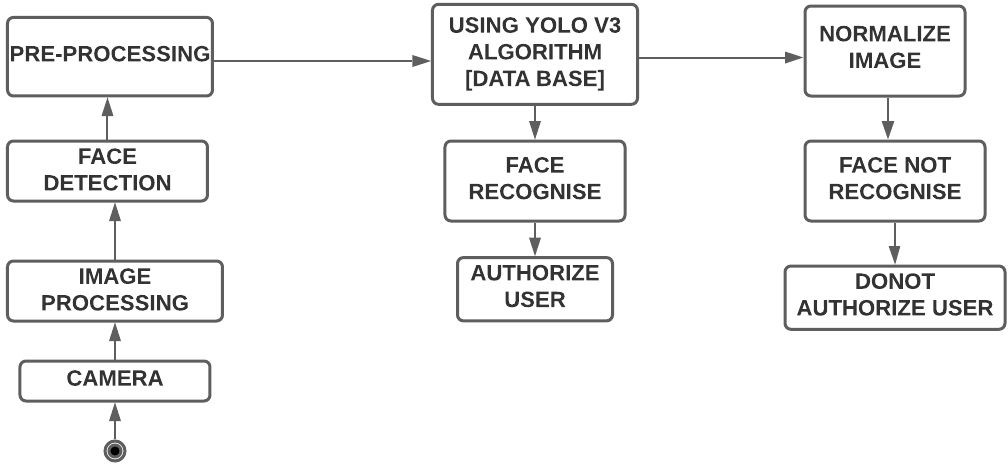 PRE-PROCESSING
USING YOLO V3
ALGORITHM
[DATA BASE]
NORMALIZE
IMAGE
FACE
DETECTION
FACE
RECOGNISE
FACE NOT
RECOGNISE
IMAGE
PROCESSING
AUTHORIZE
USER
DONOT
AUTHORIZE USER
CAMERA